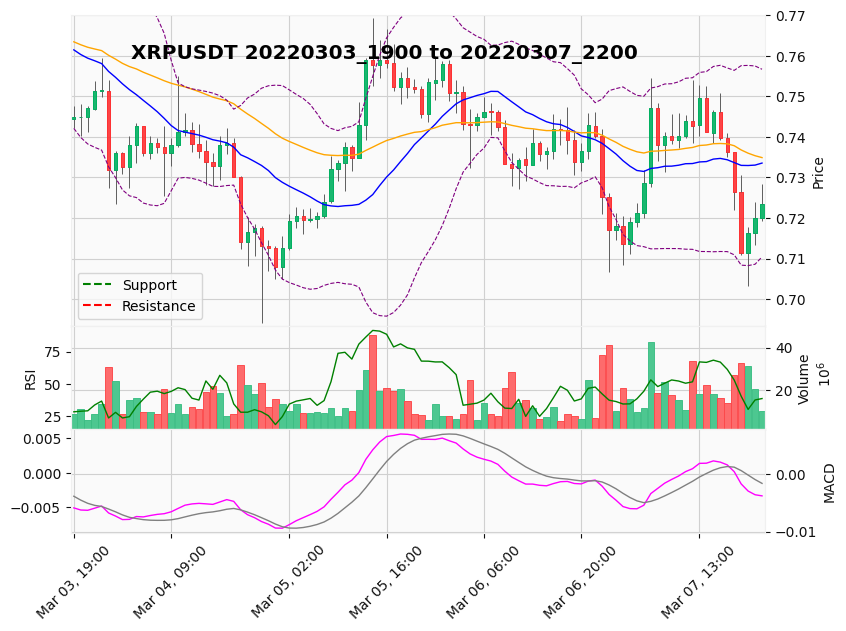 XRPUSDT 20220303_1900 to 20220307_2200
0.77
0.76
0.75
0.74
0.73
0.72
0.71
0.70
Price
Support
Resistance
75
50
25
RSI
40
20
Volume
10^6
0.005
0.000
−0.005
0.00
−0.01
MACD
Mar 03, 19:00
Mar 04, 09:00
Mar 05, 02:00
Mar 05, 16:00
Mar 06, 06:00
Mar 06, 20:00
Mar 07, 13:00